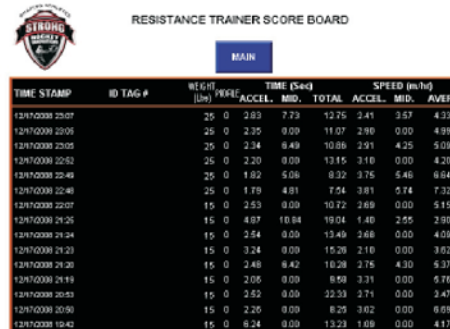 STRONG
HOCKEY
RESISTANCE TRAINER SCORE BOARD
MAIN
TIME STAMP ID TAG # WEIGHT (Lbs) PROFILE TIME (Sec) SPEED (m/hr)
ACCEL. MID. TOTAL ACCEL. MID. AVER
12/17/2008 23:07 25 0 2.83 7.73 12.75 2.41 3.57 4.33
12/17/2008 23:06 25 0 2.35 0.00 11.07 2.90 0.00 4.99
12/17/2008 23:05 25 0 2.34 6.49 10.86 2.91 4.25 5.09
12/17/2008 22:52 25 0 2.20 0.00 13.15 3.10 0.00 4.20
12/17/2008 22:49 25 0 1.82 5.06 8.32 3.75 5.46 6.64
12/17/2008 22:48 25 0 1.79 4.81 7.54 3.81 5.74 7.32
12/17/2008 22:07 15 0 2.53 0.00 10.72 2.69 0.00 5.15
12/17/2008 21:25 15 0 4.87 10.84 19.04 1.40 2.55 2.90
12/17/2008 21:24 15 0 2.54 0.00 13.49 2.68 0.00 4.09
12/17/2008 21:23 15 0 3.24 0.00 15.26 2.10 0.00 3.62
12/17/2008 21:20 15 0 2.48 6.42 10.28 2.75 4.30 5.37
12/17/2008 21:19 15 0 2.06 0.00 9.58 3.31 0.00 5.76
12/17/2008 20:53 15 0 2.52 0.00 22.33 2.71 0.00 2.47
12/17/2008 20:50 15 0 2.26 0.00 8.25 3.02 0.00 6.69
12/17/2008 19:42 15 0 6.24 0.00 13.23 1.09 0.00 4.17